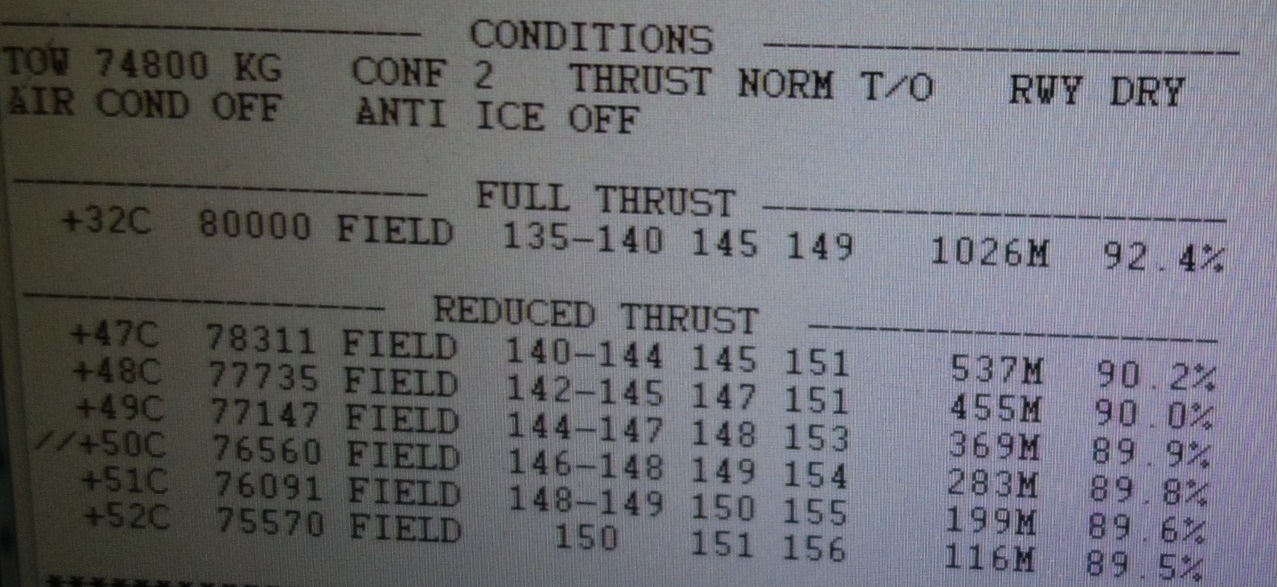 CONDITIONS
TOW 74800 KG CONF 2 THRUST NORM T/O RWY DRY
AIR COND OFF ANTI ICE OFF
FULL THRUST
+32C 80000 FIELD 135-140 145 149 1026M 92.4%
REDUCED THRUST
+47C 78311 FIELD 140-144 145 151 537M 90.2%
+48C 77735 FIELD 142-145 147 151 455M 90.0%
+49C 77147 FIELD 144-147 148 153 369M 89.9%
//+50C 76560 FIELD 146-148 149 154 283M 89.8%
+51C 76091 FIELD 148-149 150 155 199M 89.6%
+52C 75570 FIELD 150 151 156 116M 89.5%